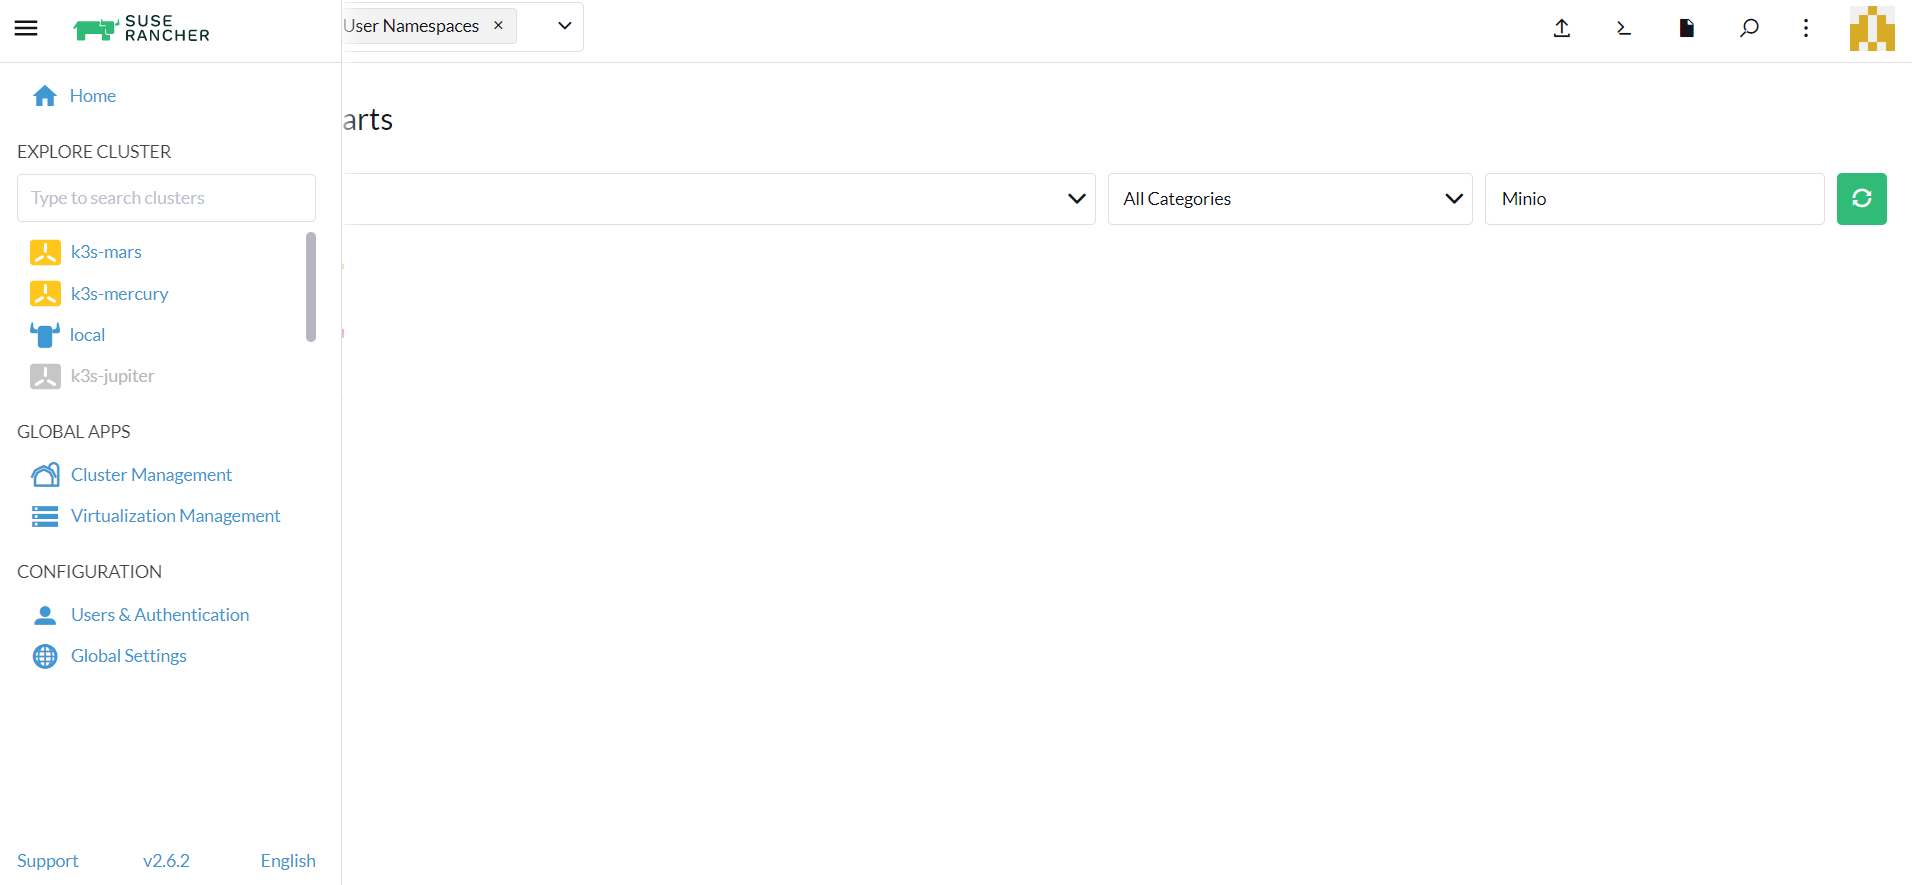 SUSE
RANCHER
User Namespaces ×
Home
arts
EXPLORE CLUSTER
Type to search clusters
All Categories
Minio
k3s-mars
k3s-mercury
local
k3s-jupiter
GLOBAL APPS
Cluster Management
Virtualization Management
CONFIGURATION
Users & Authentication
Global Settings
Support v2.6.2 English